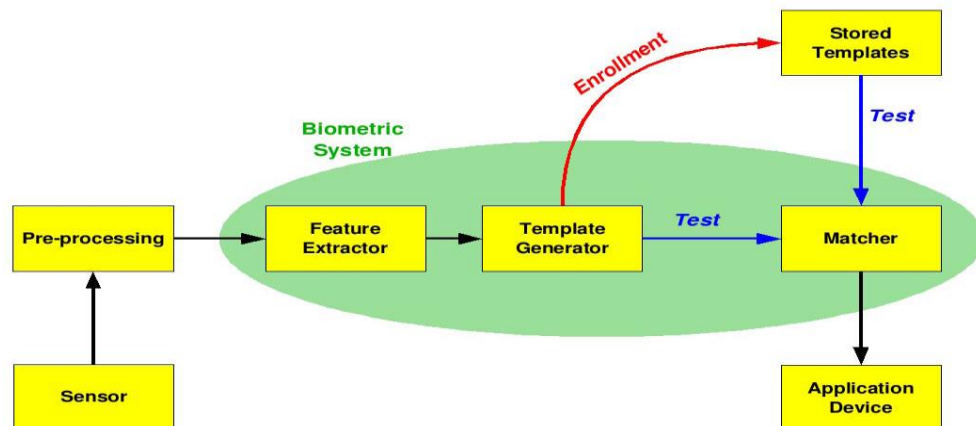 Stored
Templates
Enrollment
Test
Biometric
System
Pre-processing
Feature
Extractor
Template
Generator
Test
Matcher
Sensor
Application
Device